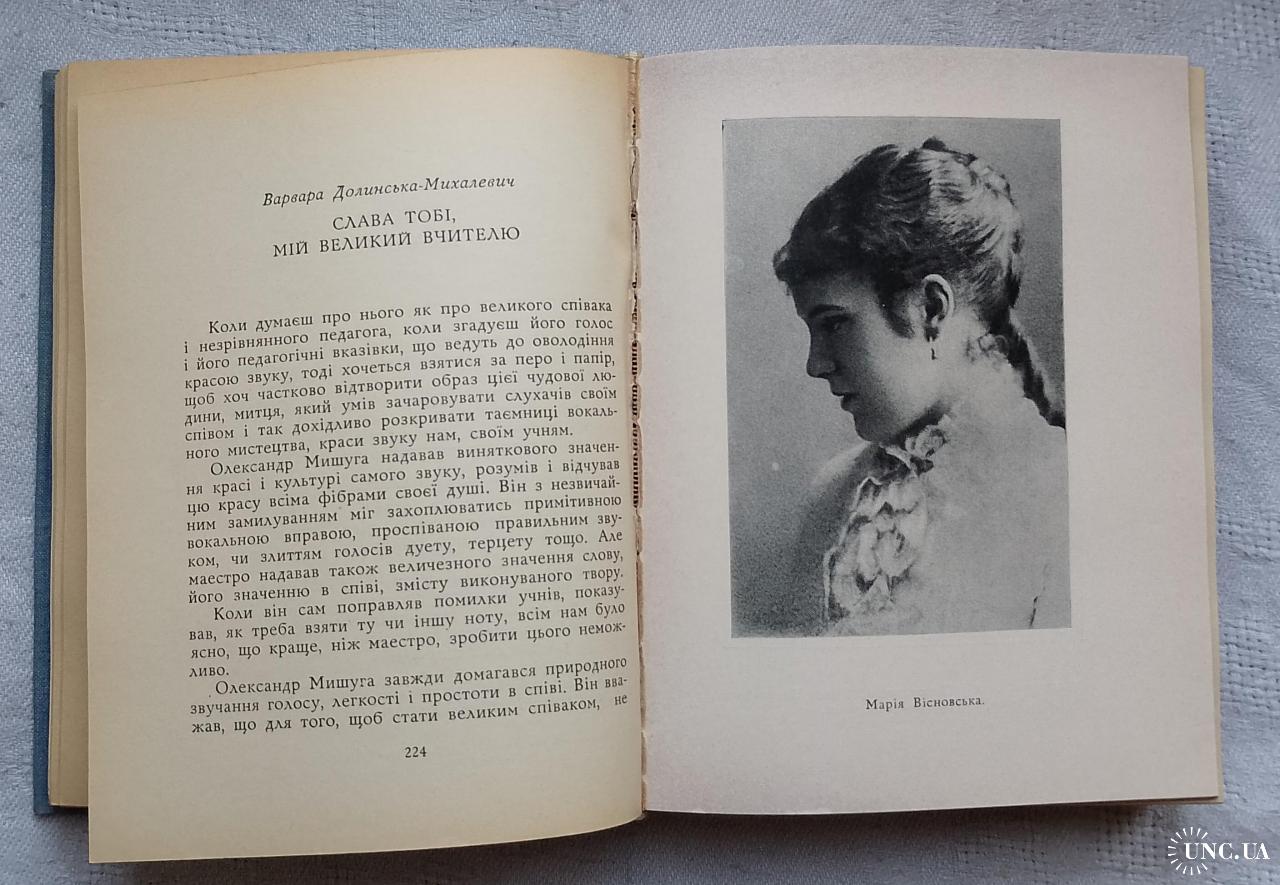 Варвара Долинська-Михалевич
СЛАВА ТОБІ,
МІЙ ВЕЛИКИЙ ВЧИТЕЛЮ
Коли думаєш про нього як про великого співака
і незрівнянного педагога, коли згадуєш його голос
і його педагогічні вказівки, що ведуть до оволодіння
красою звуку, тоді хочеться взятися за перо і папір,
щоб хоч частково відтворити образ цієї чудової лю-
дини, митця, який умів зачаровувати слухачів своїм
співом і так дохідливо розкривати таємниці вокаль-
ного мистецтва, краси звуку нам, своїм учням.
Олександр Мишуга надавав виняткового значен-
ня красі і культурі самого звуку, розумів і відчував
цю красу всіма фібрами своєї душі. Він з незвичай-
ним замилуванням міг захоплюватись примітивною
вокальною вправою, проспіваною правильним зву-
ком, чи злиттям голосів дуету, терцету тощо. Але
маестро надавав також величезного значення слову,
його значенню в співі, змісту виконуваного твору.
Коли він сам поправляв помилки учнів, показу-
вав, як треба взяти ту чи іншу ноту, всім нам було
ясно, що краще, ніж маестро, зробити цього немож-
ливо.
Олександр Мишуга завжди домагався природного
звучання голосу, легкості і простоти в співі. Він вва-
жав, що для того, щоб стати великим співаком, не
224
Марія Вісновська.
UNC.UA